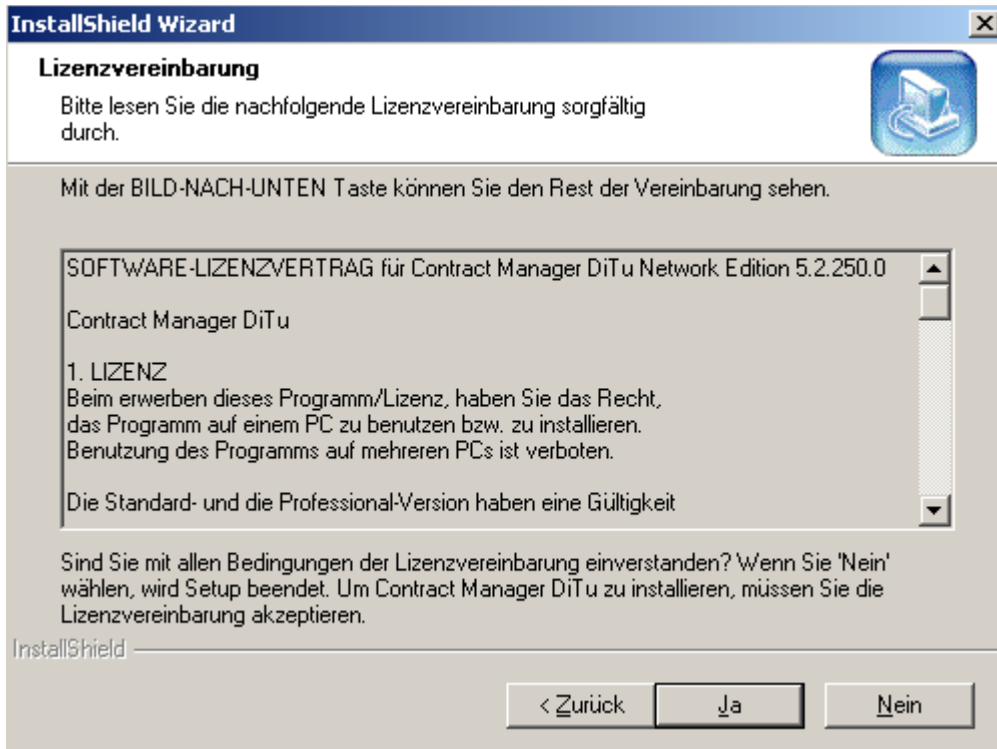 InstallShield Wizard
Lizenzvereinbarung
Bitte lesen Sie die nachfolgende Lizenzvereinbarung sorgfältig
durch.
Mit der BILD-NACH-UNTEN Taste können Sie den Rest der Vereinbarung sehen.
SOFTWARE-LIZENZVERTRAG für Contract Manager DiTu Network Edition 5.2.250.0
Contract Manager DiTu
1. LIZENZ
Beim erwerben dieses Programm/Lizenz, haben Sie das Recht,
das Programm auf einem PC zu benutzen bzw. zu installieren.
Benutzung des Programms auf mehreren PCs ist verboten.
Die Standard- und die Professional-Version haben eine Gültigkeit
Sind Sie mit allen Bedingungen der Lizenzvereinbarung einverstanden? Wenn Sie 'Nein'
wählen, wird Setup beendet. Um Contract Manager DiTu zu installieren, müssen Sie die
Lizenzvereinbarung akzeptieren.
InstallShield
< Zurück Ja Nein